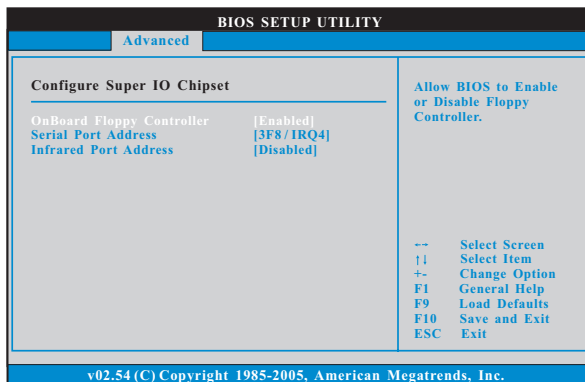 BIOS SETUP UTILITY
Advanced
Configure Super IO Chipset
OnBoard Floppy Controller [Enabled]
Serial Port Address [3F8 / IRQ4]
Infrared Port Address [Disabled]
Allow BIOS to Enable
or Disable Floppy
Controller.
←→ Select Screen
↑↓ Select Item
+- Change Option
F1 General Help
F9 Load Defaults
F10 Save and Exit
ESC Exit
v02.54 (C) Copyright 1985-2005, American Megatrends, Inc.